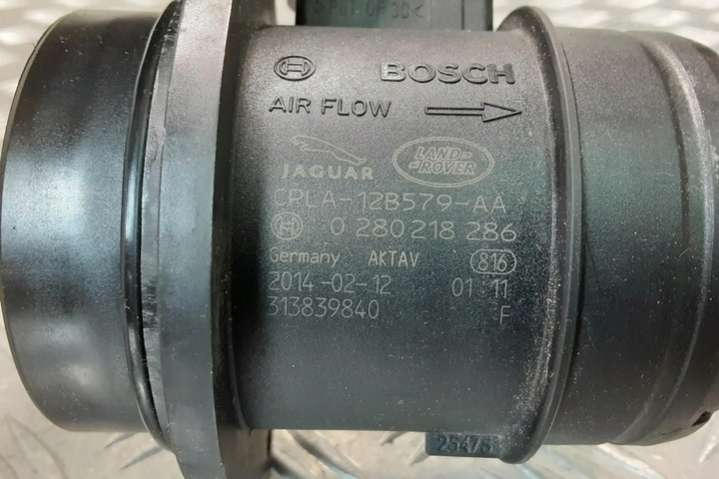 BOSCH
AIR FLOW
JAGUAR
LAND-
ROVER
CPLA-12B579-AA
0 280 218 286
Germany AKTAV 816
2014-02-12 01:11
313839840 F
25475